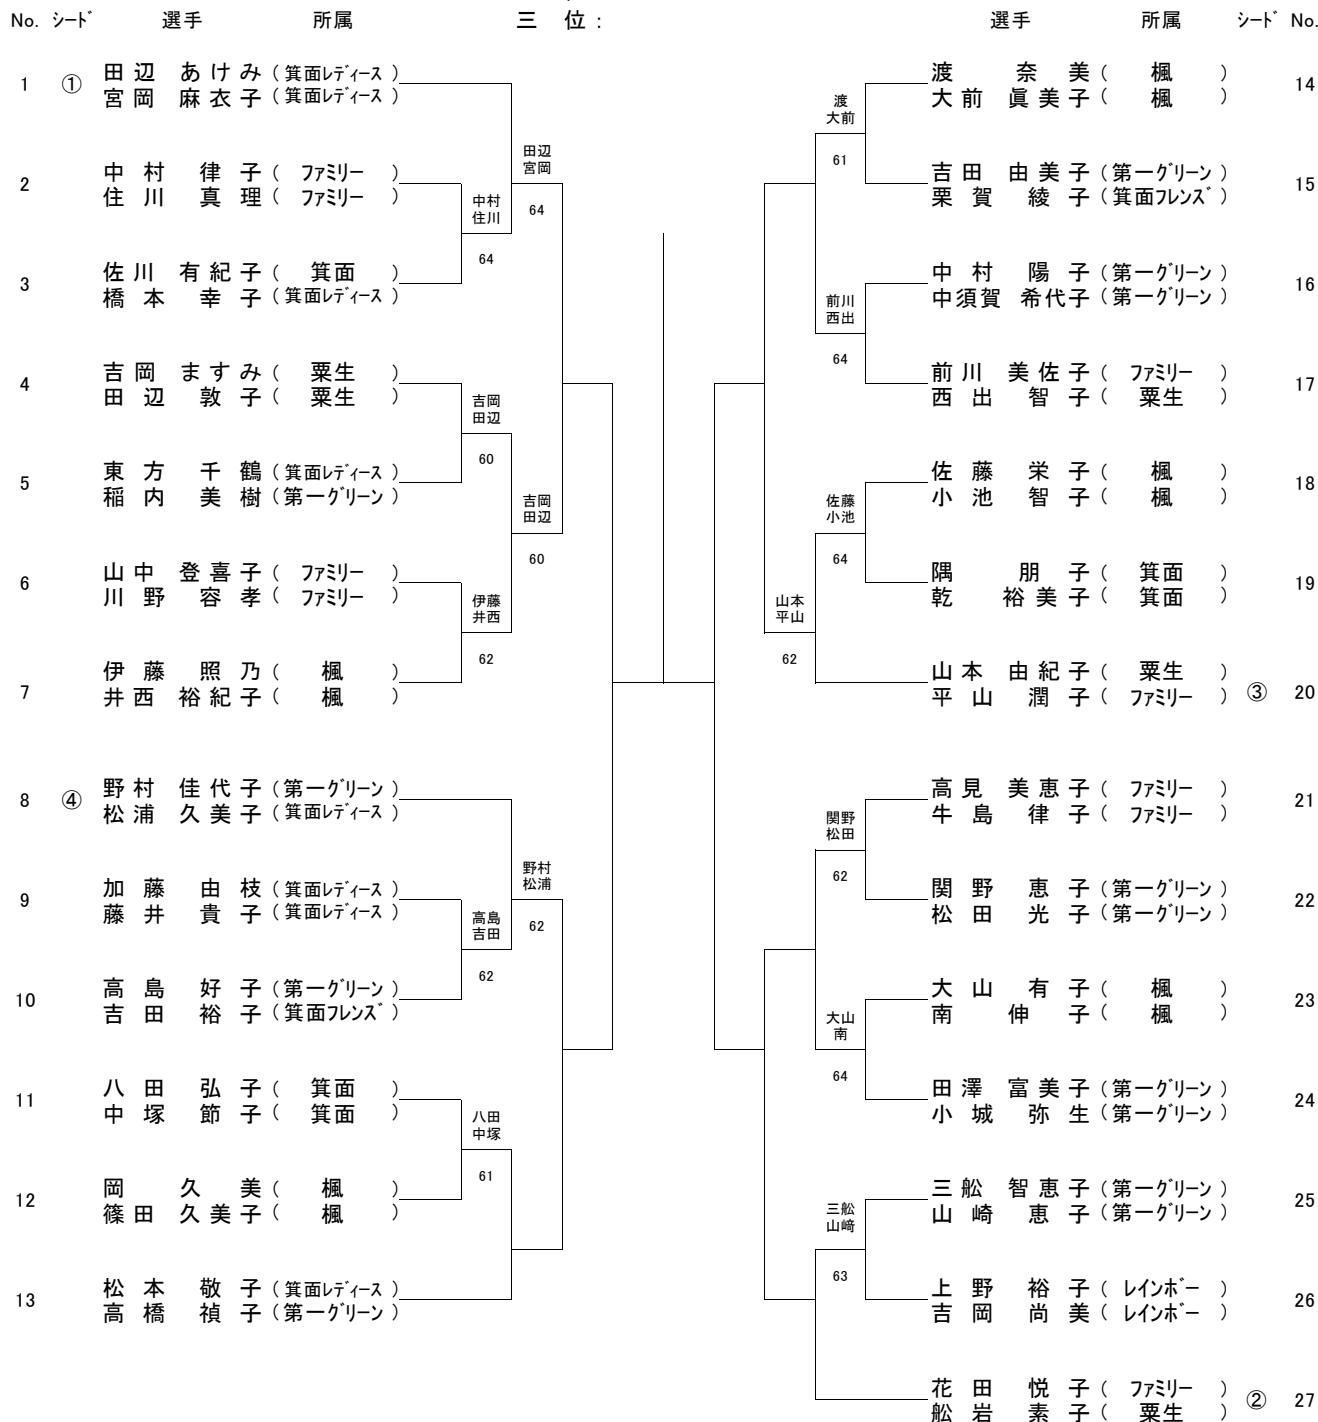 三 位 :
No. シード 選手 所属
1 ① 田辺 あけみ ( 箕面レディース )
宮岡 麻衣子 ( 箕面レディース )
2 中村 律子 ( ファミリー )
住川 真理 ( ファミリー )
3 佐川 有紀子 ( 箕面 )
橋本 幸子 ( 箕面レディース )
4 吉岡 ますみ ( 粟生 )
田辺 敦子 ( 粟生 )
5 東方 千鶴 ( 箕面レディース )
稲内 美樹 ( 第一グリーン )
6 山中 登喜子 ( ファミリー )
川野 容孝 ( ファミリー )
7 伊藤 照乃 ( 楓 )
井西 裕紀子 ( 楓 )
8 ④ 野村 佳代子 ( 第一グリーン )
松浦 久美子 ( 箕面レディース )
9 加藤 由枝 ( 箕面レディース )
藤井 貴子 ( 箕面レディース )
10 高島 好子 ( 第一グリーン )
吉田 裕子 ( 箕面フレンズ )
11 八田 弘子 ( 箕面 )
中塚 節子 ( 箕面 )
12 岡 久美 ( 楓 )
篠田 久美子 ( 楓 )
13 松本 敬子 ( 箕面レディース )
高橋 禎子 ( 第一グリーン )
中村
住川
64
吉岡
田辺
60
伊藤
井西
62
高島
吉田
62
八田
中塚
61
田辺
宮岡
64
吉岡
田辺
60
野村
松浦
62
選手 所属 シード No.
渡 奈美 ( 楓 ) 14
大前 眞美子 ( 楓 )
吉田 由美子 ( 第一グリーン ) 15
栗賀 綾子 ( 箕面フレンズ )
中村 陽子 ( 第一グリーン ) 16
中須賀 希代子 ( 第一グリーン )
前川 美佐子 ( ファミリー ) 17
西出 智子 ( 粟生 )
佐藤 栄子 ( 楓 ) 18
小池 智子 ( 楓 )
隅 朋子 ( 箕面 ) 19
乾 裕美子 ( 箕面 )
山本 由紀子 ( 粟生 )
平山 潤子 ( ファミリー ) ③ 20
高見 美恵子 ( ファミリー ) 21
牛島 律子 ( ファミリー )
関野 恵子 ( 第一グリーン ) 22
松田 光子 ( 第一グリーン )
大山 有子 ( 楓 ) 23
南 伸子 ( 楓 )
田澤 富美子 ( 第一グリーン ) 24
小城 弥生 ( 第一グリーン )
三舩 智恵子 ( 第一グリーン ) 25
山崎 恵子 ( 第一グリーン )
上野 裕子 ( レインボー ) 26
吉岡 尚美 ( レインボー )
花田 悦子 ( ファミリー ) ② 27
舩岩 素子 ( 粟生 )
渡
大前
61
前川
西出
64
佐藤
小池
64
山本
平山
62
関野
松田
62
大山
南
64
三舩
山﨑
63